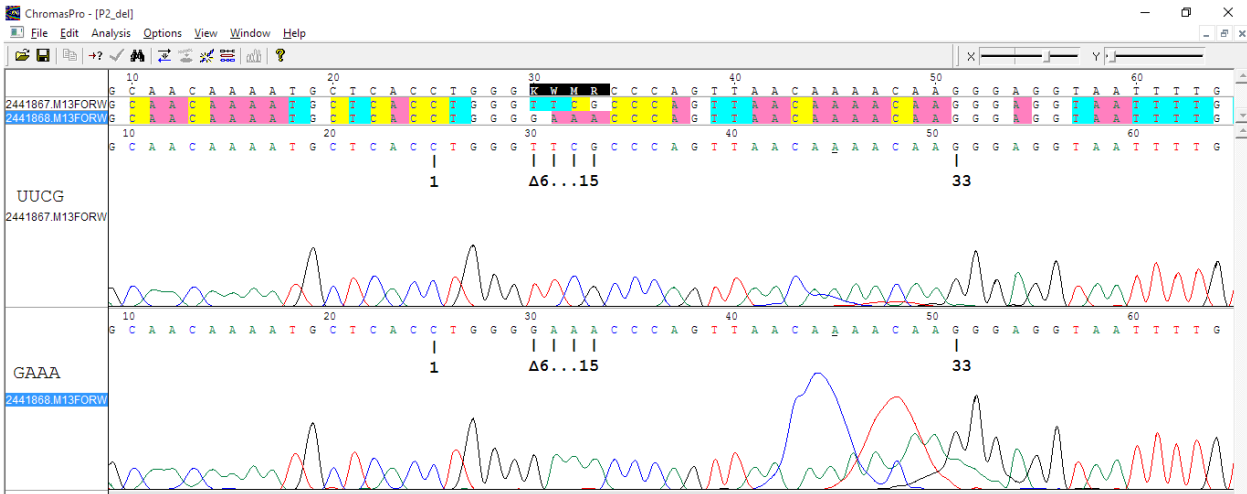 ChromasPro - [P2_del]
File Edit Analysis Options View Window Help
X Y
10 20 30 40 50 60
G C A A C A A A A T G C T C A C C T G G G K W M R C C C A G T T A A C A A A A C A A G G G A G G T A A T T T T G
2441867.M13FORW G C A A C A A A A T G C T C A C C T G G G T T C G C C C A G T T A A C A A A A C A A G G G A G G T A A T T T T G
2441868.M13FORW G C A A C A A A A T G C T C A C C T G G G G A A A C C C A G T T A A C A A A A C A A G G G A G G T A A T T T T G
10 20 30 40 50 60
G C A A C A A A A T G C T C A C C T G G G T T C G C C C A G T T A A C A A A A C A A G G G A G G T A A T T T T G
1 Δ6...15 33
UUCG
2441867.M13FORW
10 20 30 40 50 60
G C A A C A A A A T G C T C A C C T G G G G A A A C C C A G T T A A C A A A A C A A G G G A G G T A A T T T T G
1 Δ6...15 33
GAAA
2441868.M13FORW